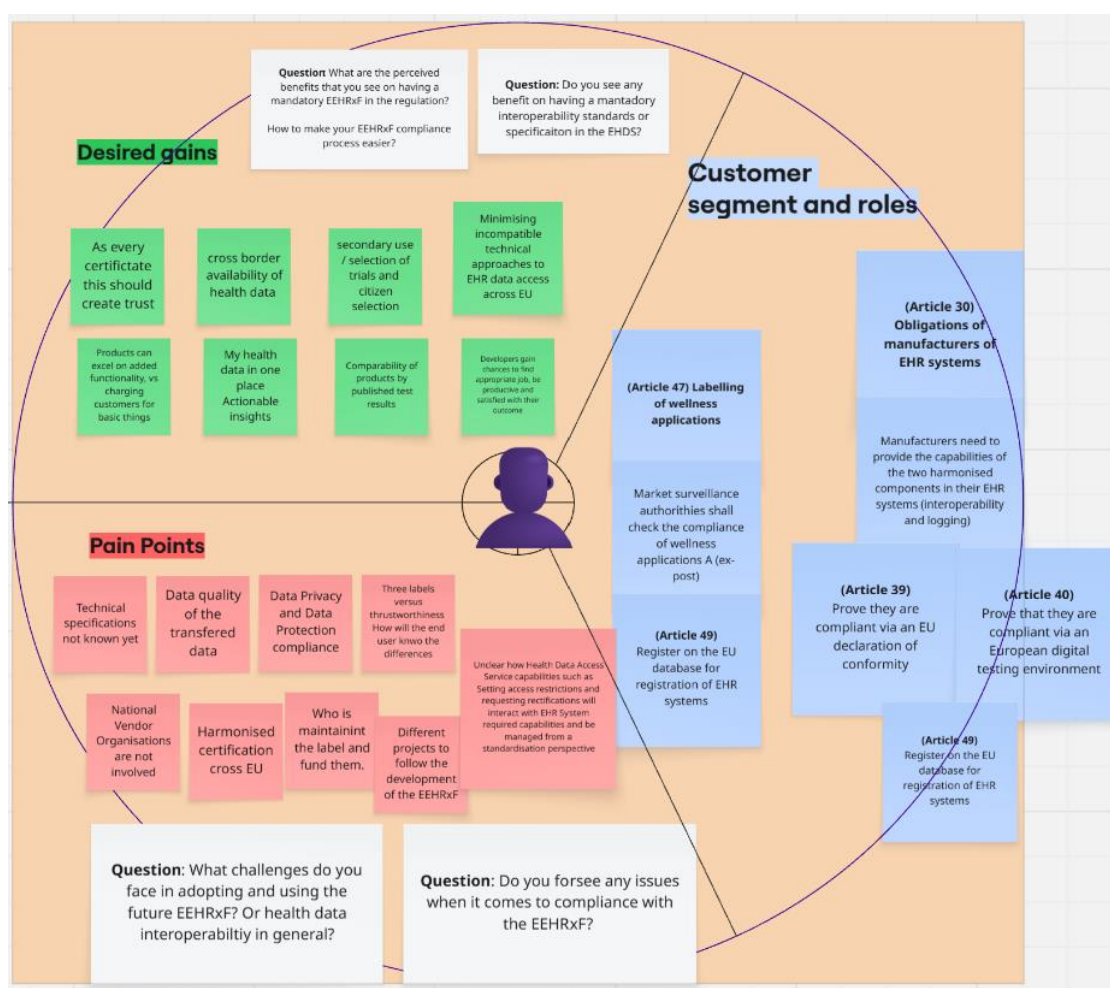 Question: What are the perceived
benefits that you see on having a
mandatory EEHRxF in the regulation?
How to make your EEHRxF compliance
process easier?
Question: Do you see any
benefit on having a mantadory
interoperability standards or
specificaiton in the EHDS?
Desired gains
Customer
segment and roles
As every
certifictate
this should
create trust
cross border
availability of
health data
secondary use
/ selection of
trials and
citizen
selection
Minimising
incompatible
technical
approaches to
EHR data access
across EU
Products can
excel on added
functionality, vs
charging
customers for
basic things
My health
data in one
place
Actionable
insights
Comparability of
products by
published test
results
Developers gain
chances to find
appropriate job, be
productive and
satisfied with their
outcome
(Article 47) Labelling
of wellness
applications
Market surveillance
authorithies shall
check the compliance
of wellness
applications A (ex-
post)
(Article 49)
Register on the EU
database for
registration of EHR
systems
(Article 30)
Obligations of
manufacturers of
EHR systems
Manufacturers need to
provide the capabilities of
the two harmonised
components in their EHR
systems (interoperability
and logging)
(Article 39)
Prove they are
compliant via an EU
declaration of
conformity
(Article 40)
Prove that they are
compliant via an
European digital
testing environment
(Article 49)
Register on the EU
database for
registration of EHR
systems
Pain Points
Technical
specifications
not known yet
Data quality
of the
transfered
data
Data Privacy
and Data
Protection
compliance
Three labels
versus
thrustworthiness
How will the end
user knwo the
differences
Unclear how Health Data Access
Service capabilities such as
Setting access restrictions and
requesting rectifications will
interact with EHR System
required capabilities and be
managed from a
standardisation perspective
National
Vendor
Organisations
are not
involved
Harmonised
certification
cross EU
Who is
maintainint
the label and
fund them.
Different
projects to
follow the
development
of the EEHRxF
Question: What challenges do you
face in adopting and using the
future EEHRxF? Or health data
interoperabiltiy in general?
Question: Do you forsee any issues
when it comes to compliance with
the EEHRxF?